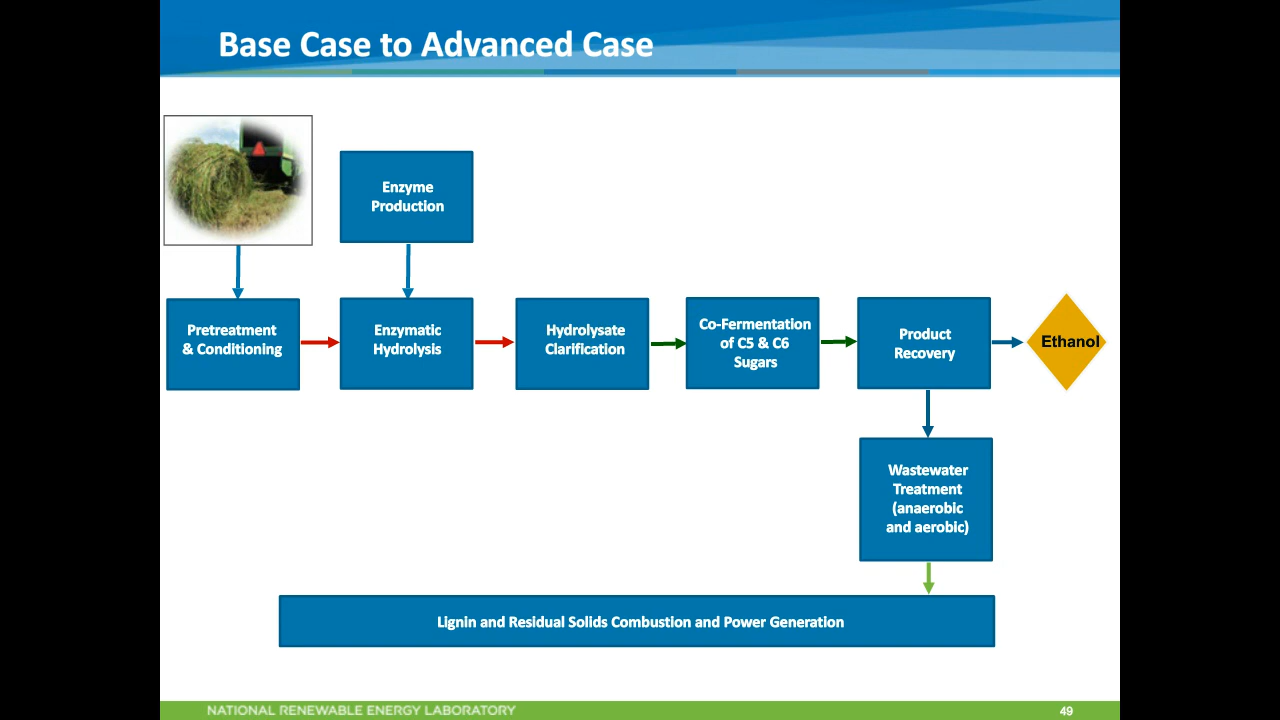 Base Case to Advanced Case
Enzyme
Production
Pretreatment
& Conditioning
Enzymatic
Hydrolysis
Hydrolysate
Clarification
Co-Fermentation
of C5 & C6
Sugars
Product
Recovery
Ethanol
Wastewater
Treatment
(anaerobic
and aerobic)
Lignin and Residual Solids Combustion and Power Generation
NATIONAL RENEWABLE ENERGY LABORATORY
49